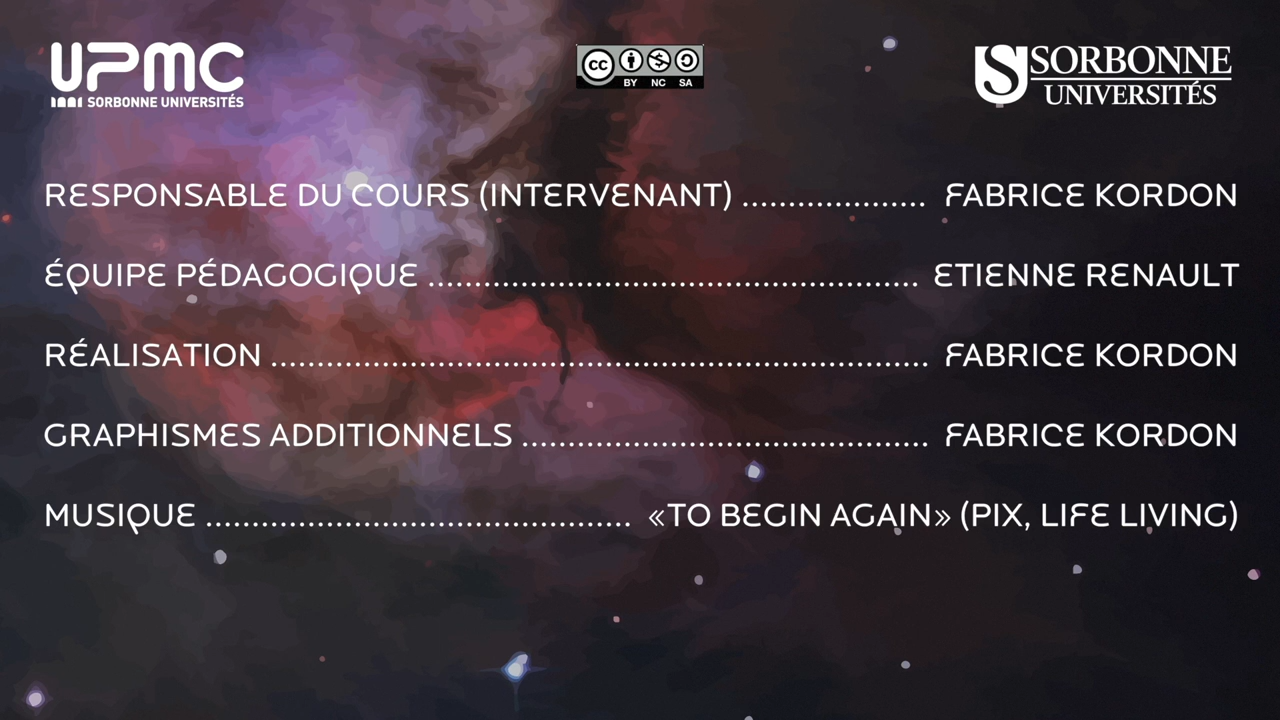 UPMC
SORBONNE UNIVERSITÉS
CC BY NC SA
SORBONNE
UNIVERSITÉS
RESPONSABLE DU COURS (INTERVENANT) .................... FABRICE KORDON
ÉQUIPE PÉDAGOGIQUE ..................................................... ETIENNE RENAULT
RÉALISATION ....................................................................... FABRICE KORDON
GRAPHISMES ADDITIONNELS ............................................ FABRICE KORDON
MUSIQUE .............................................. «TO BEGIN AGAIN» (PIX, LIFE LIVING)